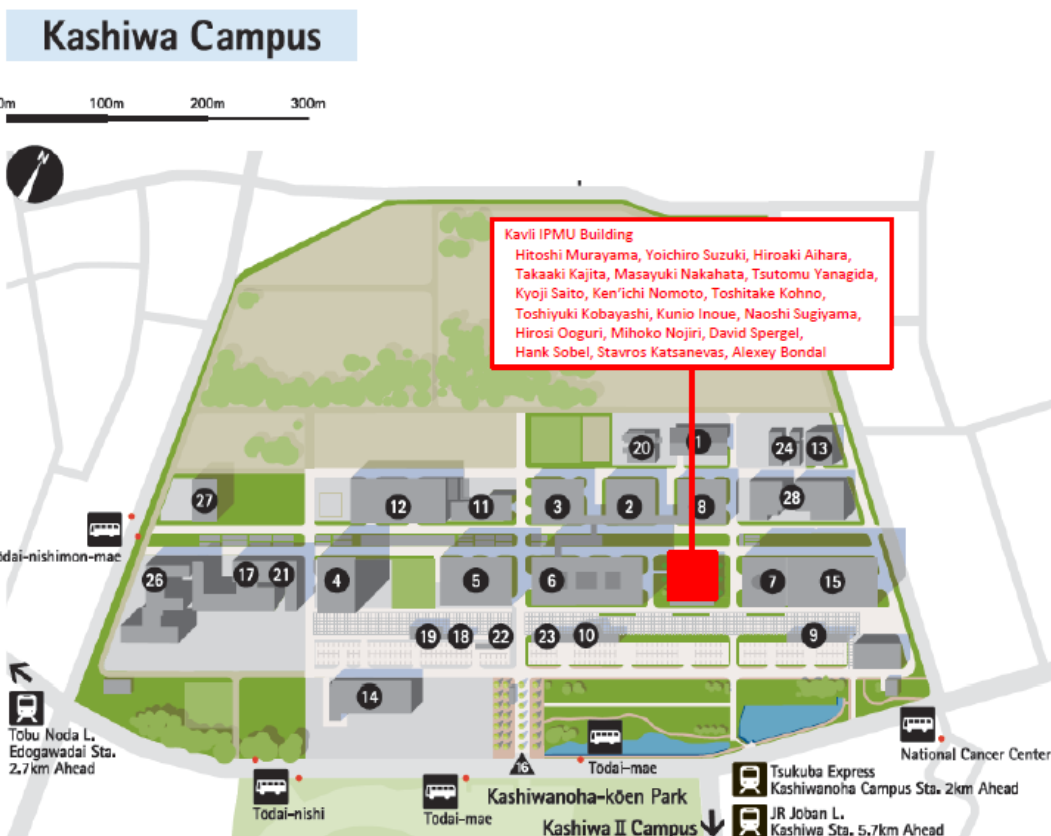 Kashiwa Campus
0m 100m 200m 300m
N
Kavli IPMU Building
Hitoshi Murayama, Yoichiro Suzuki, Hiroaki Aihara,
Takaaki Kajita, Masayuki Nakahata, Tsutomu Yanagida,
Kyoji Saito, Ken'ichi Nomoto, Toshitake Kohno,
Toshiyuki Kobayashi, Kunio Inoue, Naoshi Sugiyama,
Hirosi Ooguri, Mihoko Nojiri, David Spergel,
Hank Sobel, Stavros Katsanevas, Alexey Bondal
20 1 24 13
27 12 11 3 2 8 28
Tōdai-nishimon-mae
26 17 21 4 5 6 7 15
19 18 22 23 10 9
14
Tobu Noda L.
Edogawadai Sta.
2.7km Ahead
16
Tōdai-nishi
Tōdai-mae
Tōdai-mae
National Cancer Center
Kashiwanoha-kōen Park
Kashiwa II Campus
Tsukuba Express
Kashiwanoha Campus Sta. 2km Ahead
JR Joban L.
Kashiwa Sta. 5.7km Ahead